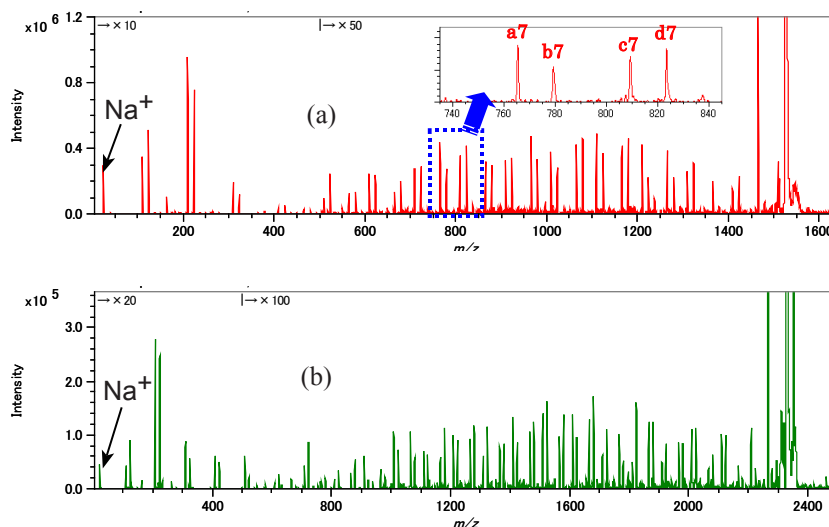 ×10 6
1.2
0.8
0.4
0.0
Intensity
→×10
→×50
Na+
(a)
a7
b7
c7
d7
740 760 780 800 820 840
200 400 600 800 1000 1200 1400 1600
m/z
×10 5
3.0
2.0
1.0
0.0
Intensity
→×20
→×100
Na+
(b)
400 800 1200 1600 2000 2400
m/z